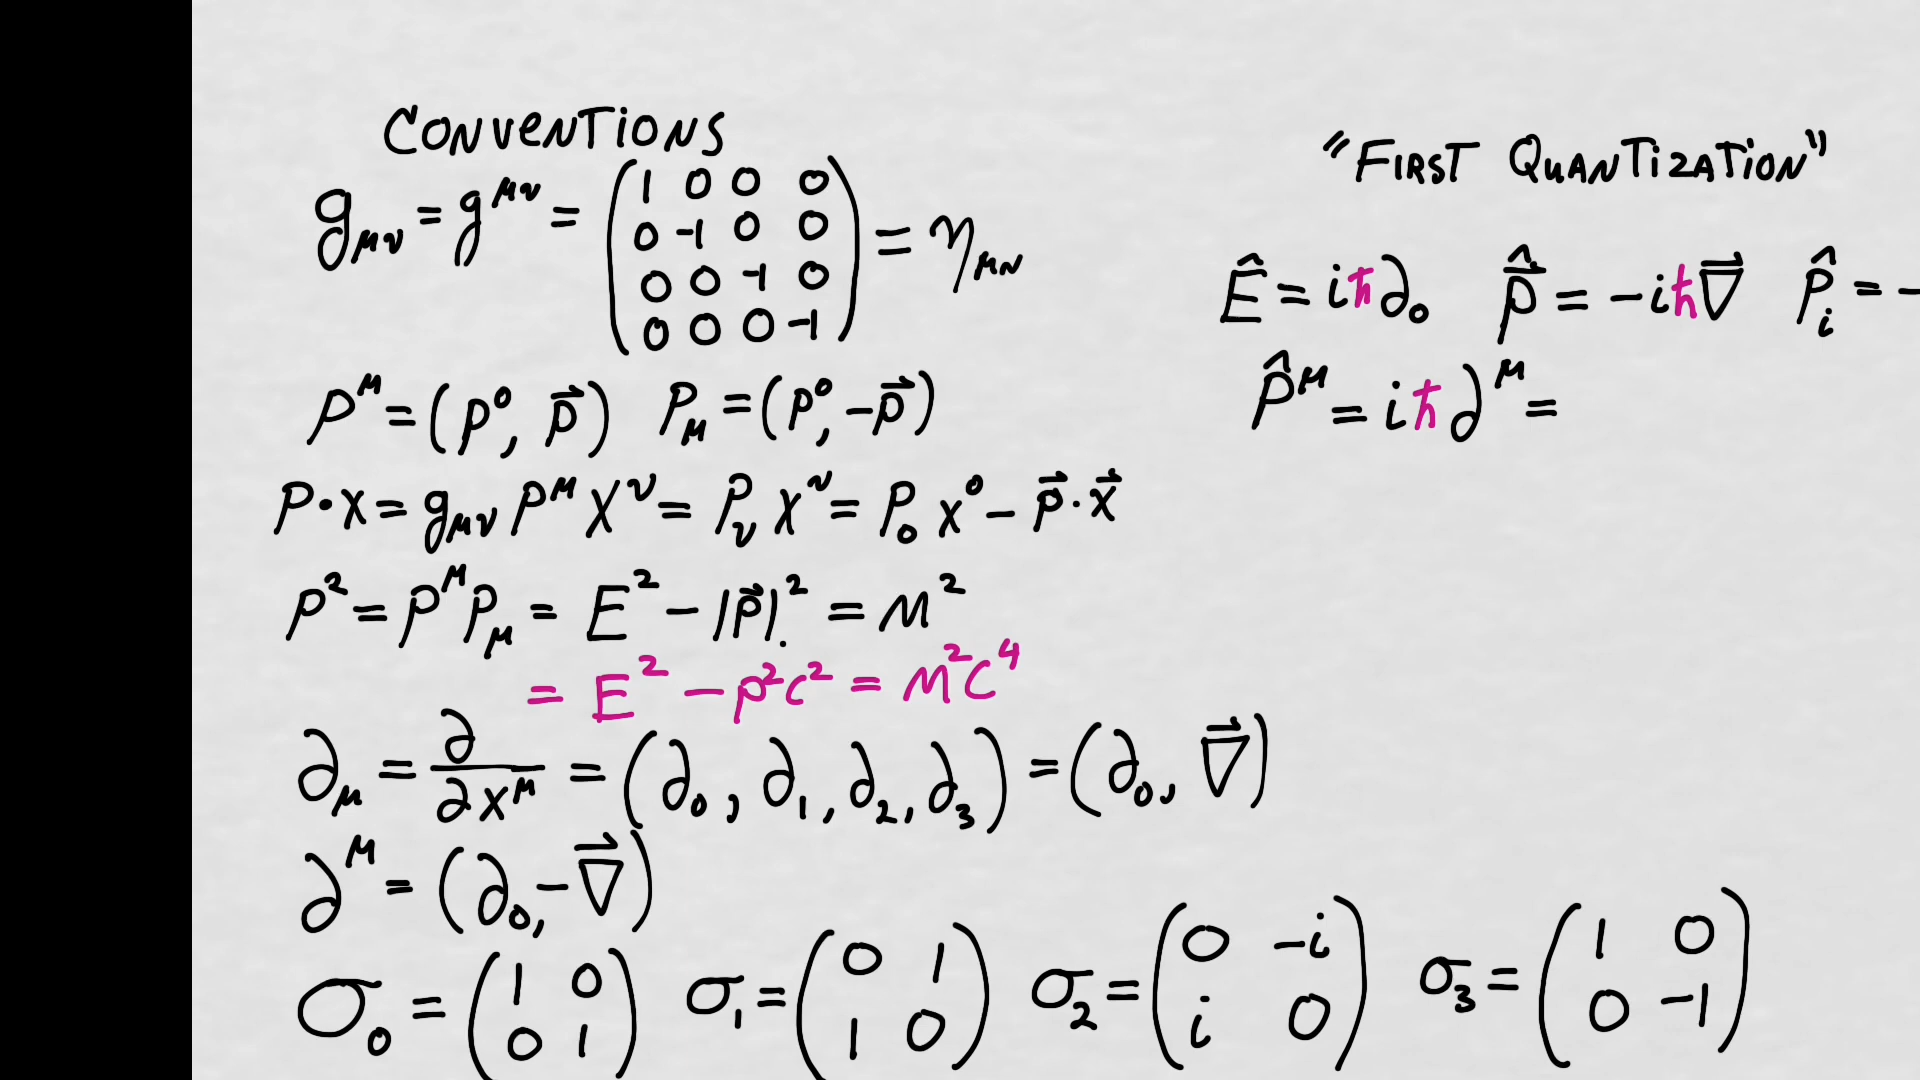 CONVENTIONS
g_μν = g^μν = (1 0 0 0
0 -1 0 0
0 0 -1 0
0 0 0 -1) = η_μν
P^μ = (p⁰, p⃗) P_μ = (p⁰, -p⃗)
P·X = g_μν P^μ X^ν = P_ν X^ν = P₀ x⁰ - p⃗·x⃗
P² = P^μ P_μ = E² - |p⃗|² = M²
= E² - p²c² = M²c⁴
∂_μ = ∂/∂x^μ = (∂₀, ∂₁, ∂₂, ∂₃) = (∂₀, ∇⃗)
∂^μ = (∂₀, -∇⃗)
σ₀ = (1 0
0 1) σ₁ = (0 1
1 0) σ₂ = (0 -i
i 0) σ₃ = (1 0
0 -1)
"FIRST QUANTIZATION"
Ê = iħ∂₀ p⃗̂ = -iħ∇⃗ P̂_i = -
P̂^μ = iħ∂^μ =